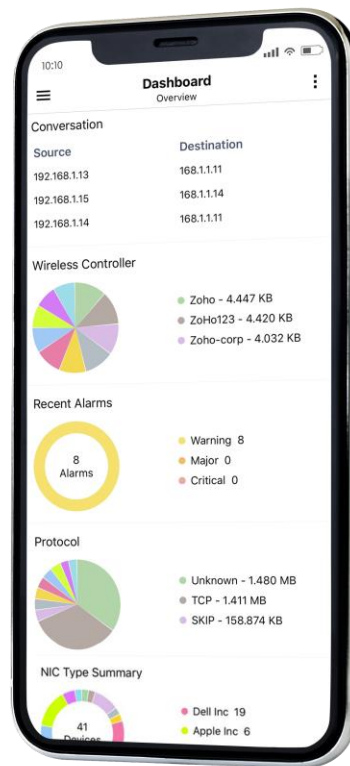 10:10
Dashboard
Overview
Conversation
Source Destination
192.168.1.13 168.1.1.11
192.168.1.15 168.1.1.14
192.168.1.14 168.1.1.11
Wireless Controller
Zoho - 4.447 KB
ZoHo123 - 4.420 KB
Zoho-corp - 4.032 KB
Recent Alarms
8
Alarms
Warning 8
Major 0
Critical 0
Protocol
Unknown - 1.480 MB
TCP - 1.411 MB
SKIP - 158.874 KB
NIC Type Summary
41
Devices
Dell Inc 19
Apple Inc 6